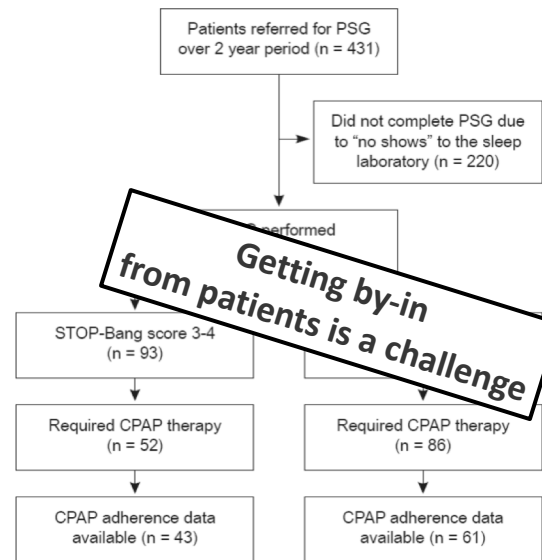 Patients referred for PSG
over 2 year period (n = 431)
Did not complete PSG due
to “no shows” to the sleep
laboratory (n = 220)
performed
Getting by-in
from patients is a challenge
STOP-Bang score 3-4
(n = 93)
Required CPAP therapy
(n = 52)
Required CPAP therapy
(n = 86)
CPAP adherence data
available (n = 43)
CPAP adherence data
available (n = 61)